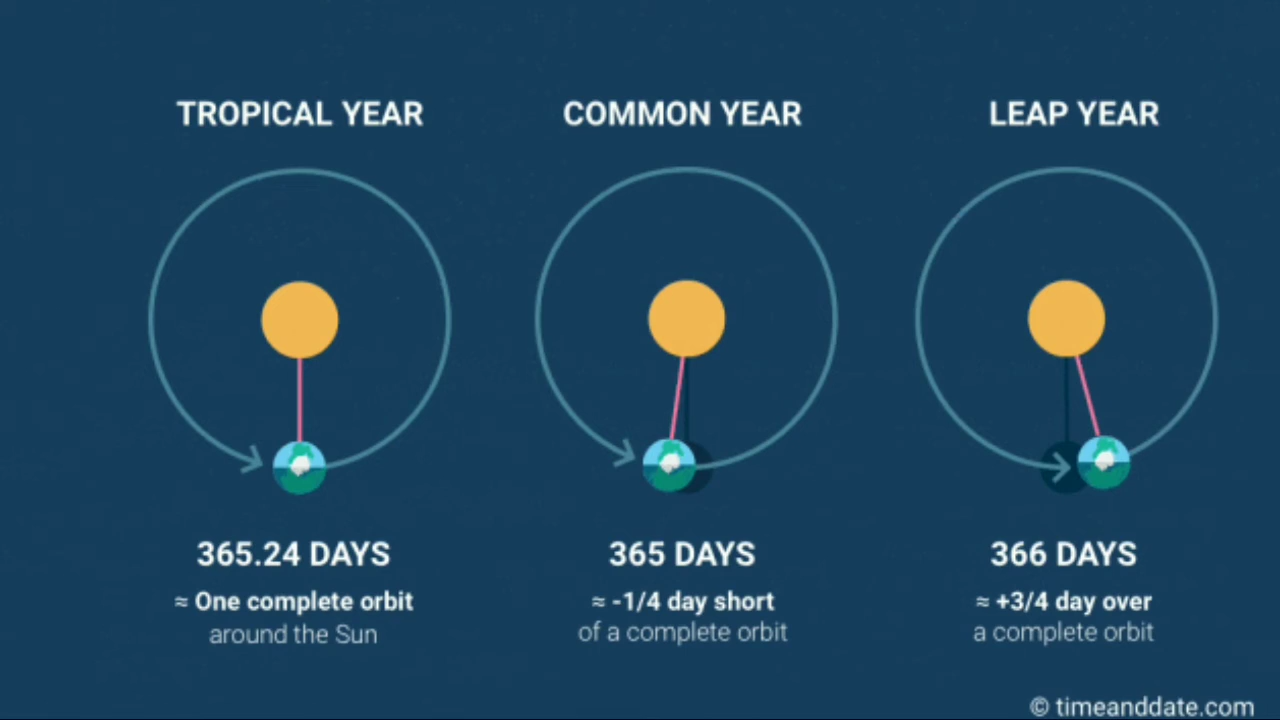 TROPICAL YEAR
COMMON YEAR
LEAP YEAR
365.24 DAYS
≈ One complete orbit
around the Sun
365 DAYS
≈ -1/4 day short
of a complete orbit
366 DAYS
≈ +3/4 day over
a complete orbit
© timeanddate.com